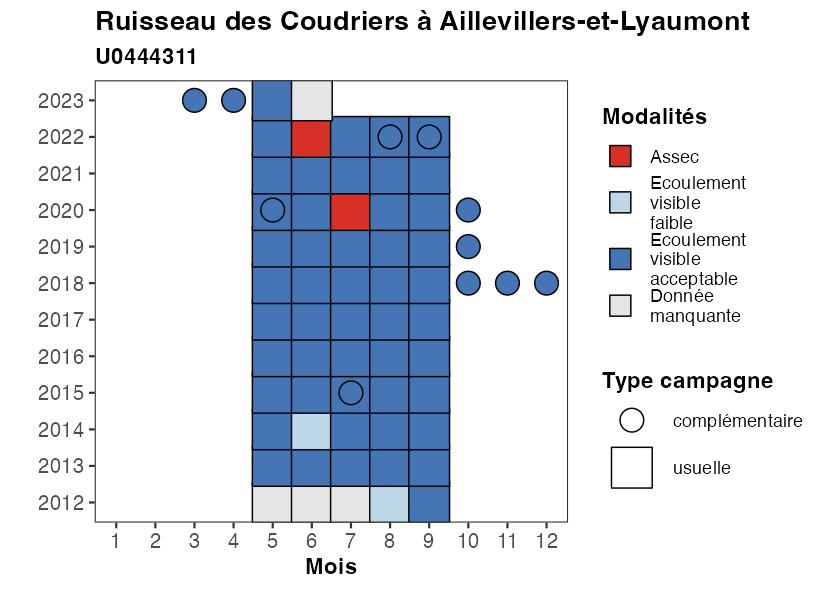 Ruisseau des Coudriers à Aillevillers-et-Lyaumont
U0444311
2023
2022
2021
2020
2019
2018
2017
2016
2015
2014
2013
2012
1 2 3 4 5 6 7 8 9 10 11 12
Mois
Modalités
Assec
Ecoulement
visible
faible
Ecoulement
visible
acceptable
Donnée
manquante
Type campagne
complémentaire
usuelle